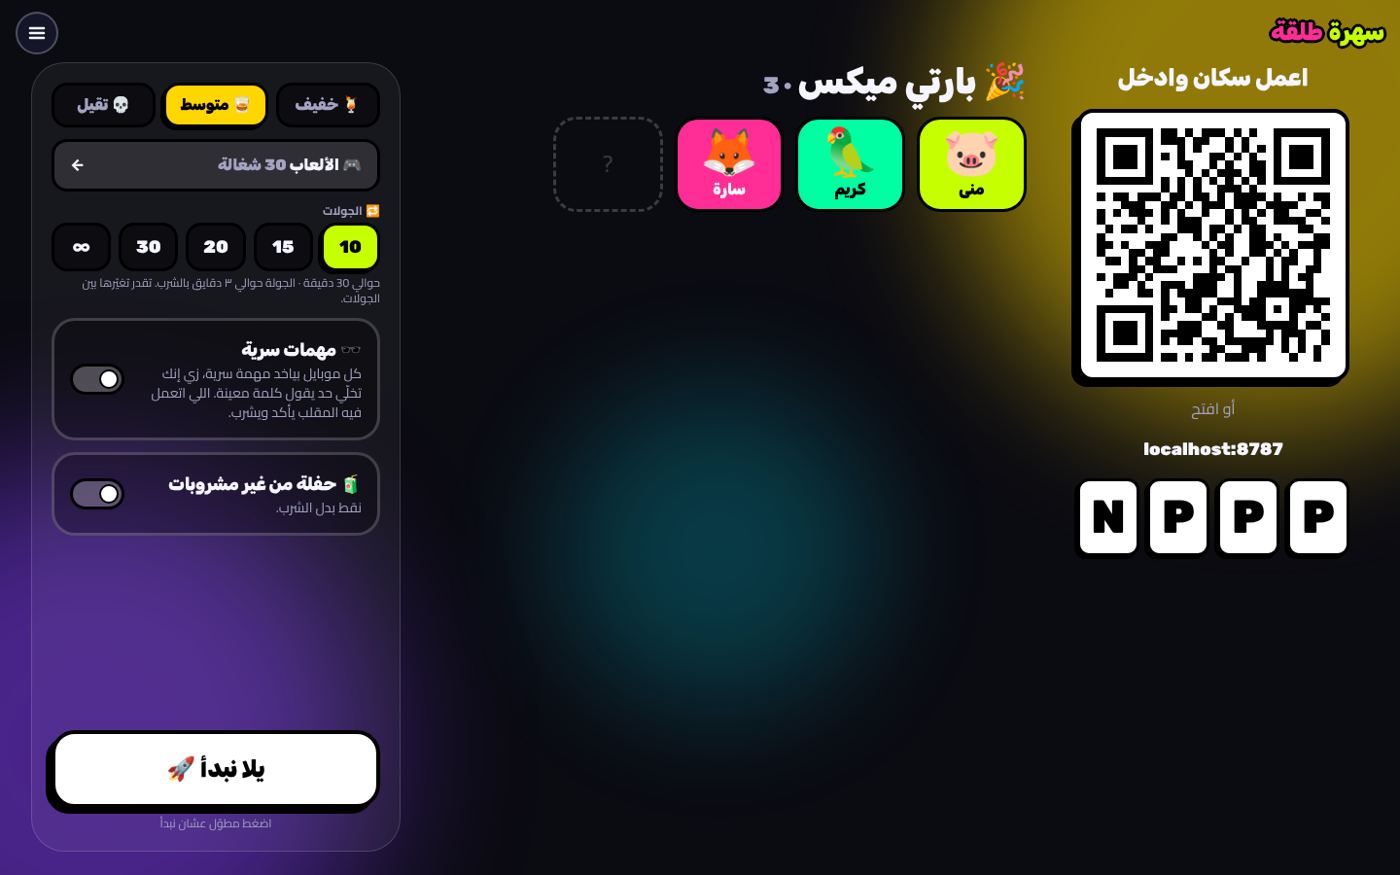 سهرة طلقة
اعمل سكان وادخل
أو افتح
localhost:8787
N P P P
🎉 بارتي ميكس · 3
منى
كريم
سارة
?
🍹 خفيف
🥃 متوسط
💀 تقيل
🎮 الألعاب 30 شغالة
🔁 الجولات
10
15
20
30
∞
حوالي 30 دقيقة · الجولة حوالي ٣ دقايق بالشرب. تقدر تغيّرها بين
الجولات.
🕶️ مهمات سرية
كل موبايل بياخد مهمة سرية، زي إنك
تخلّي حد يقول كلمة معينة. اللي اتعمل
فيه المقلب يأكد ويشرب.
🧃 حفلة من غير مشروبات
نقط بدل الشرب.
يلا نبدأ 🚀
اضغط مطوّل عشان نبدأ